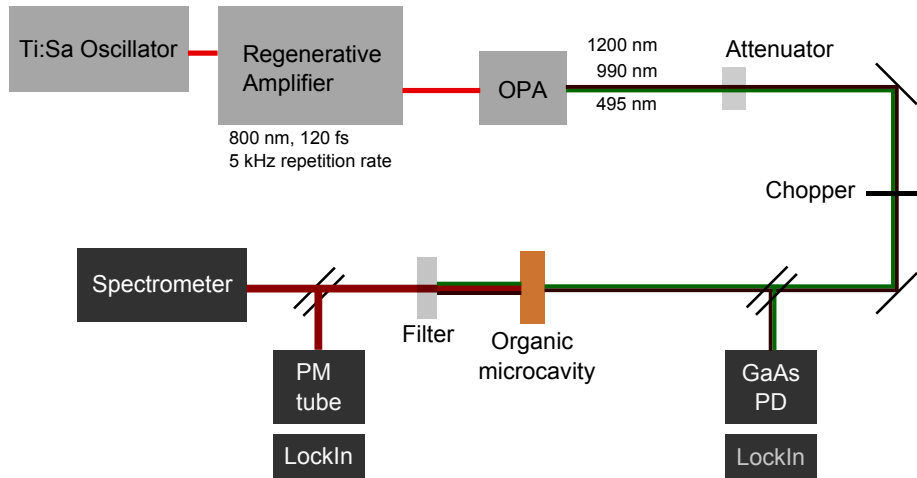 Ti:Sa Oscillator
Regenerative
Amplifier
800 nm, 120 fs
5 kHz repetition rate
OPA
1200 nm
990 nm
495 nm
Attenuator
Chopper
Spectrometer
Filter
Organic
microcavity
PM
tube
LockIn
GaAs
PD
LockIn